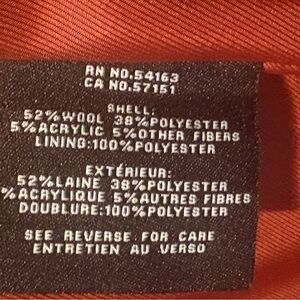 RN NO.54163
CA NO.57151
SHELL:
52%WOOL 38%POLYESTER
5%ACRYLIC 5%OTHER FIBERS
LINING:100%POLYESTER
EXTÉRIEUR:
52%LAINE 38%POLYESTER
%ACRYLIQUE 5%AUTRES FIBRES
DOUBLURE:100%POLYESTER
SEE REVERSE FOR CARE
ENTRETIEN AU VERSO